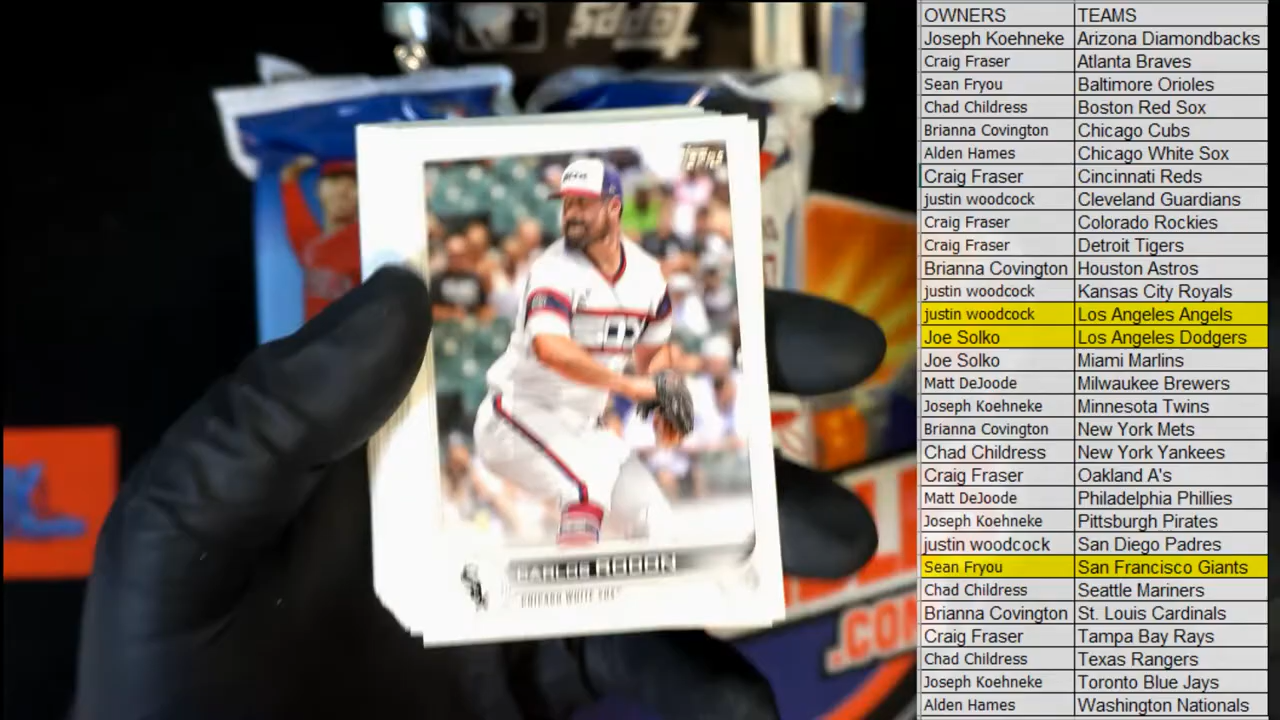 Topps
TOPPS
CARLOS RODON
CHICAGO WHITE SOX
.COM
OWNERS TEAMS
Joseph Koehneke Arizona Diamondbacks
Craig Fraser Atlanta Braves
Sean Fryou Baltimore Orioles
Chad Childress Boston Red Sox
Brianna Covington Chicago Cubs
Alden Hames Chicago White Sox
Craig Fraser Cincinnati Reds
justin woodcock Cleveland Guardians
Craig Fraser Colorado Rockies
Craig Fraser Detroit Tigers
Brianna Covington Houston Astros
justin woodcock Kansas City Royals
justin woodcock Los Angeles Angels
Joe Solko Los Angeles Dodgers
Joe Solko Miami Marlins
Matt DeJoode Milwaukee Brewers
Joseph Koehneke Minnesota Twins
Brianna Covington New York Mets
Chad Childress New York Yankees
Craig Fraser Oakland A's
Matt DeJoode Philadelphia Phillies
Joseph Koehneke Pittsburgh Pirates
justin woodcock San Diego Padres
Sean Fryou San Francisco Giants
Chad Childress Seattle Mariners
Brianna Covington St. Louis Cardinals
Craig Fraser Tampa Bay Rays
Chad Childress Texas Rangers
Joseph Koehneke Toronto Blue Jays
Alden Hames Washington Nationals